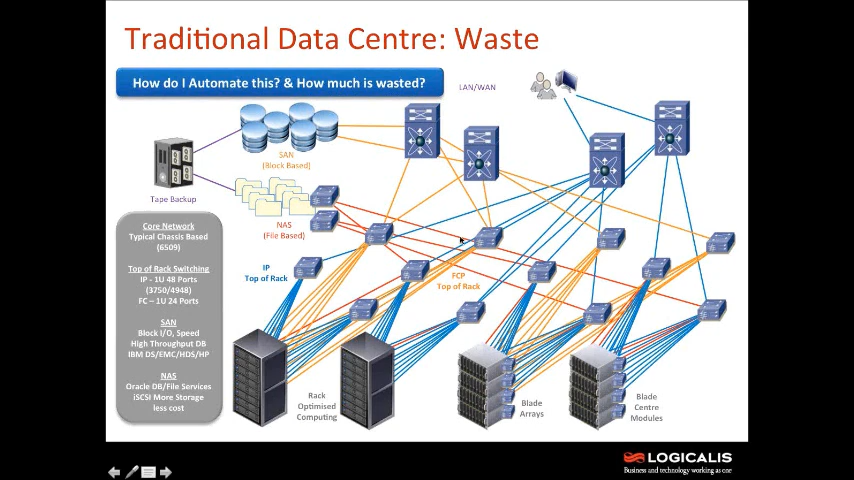 Traditional Data Centre: Waste
How do I Automate this? & How much is wasted?
LAN/WAN
SAN
(Block Based)
Tape Backup
NAS
(File Based)
Core Network
Typical Chassis Based
(6509)
Top of Rack Switching
IP - 1U 48 Ports
(3750/4948)
FC – 1U 24 Ports
SAN
Block I/O, Speed
High Throughput DB
IBM DS/EMC/HDS/HP
NAS
Oracle DB/File Services
iSCSI More Storage
less cost
IP
Top of Rack
FCP
Top of Rack
Rack
Optimised
Computing
Blade
Arrays
Blade
Centre
Modules
LOGICALIS
Business and technology working as one